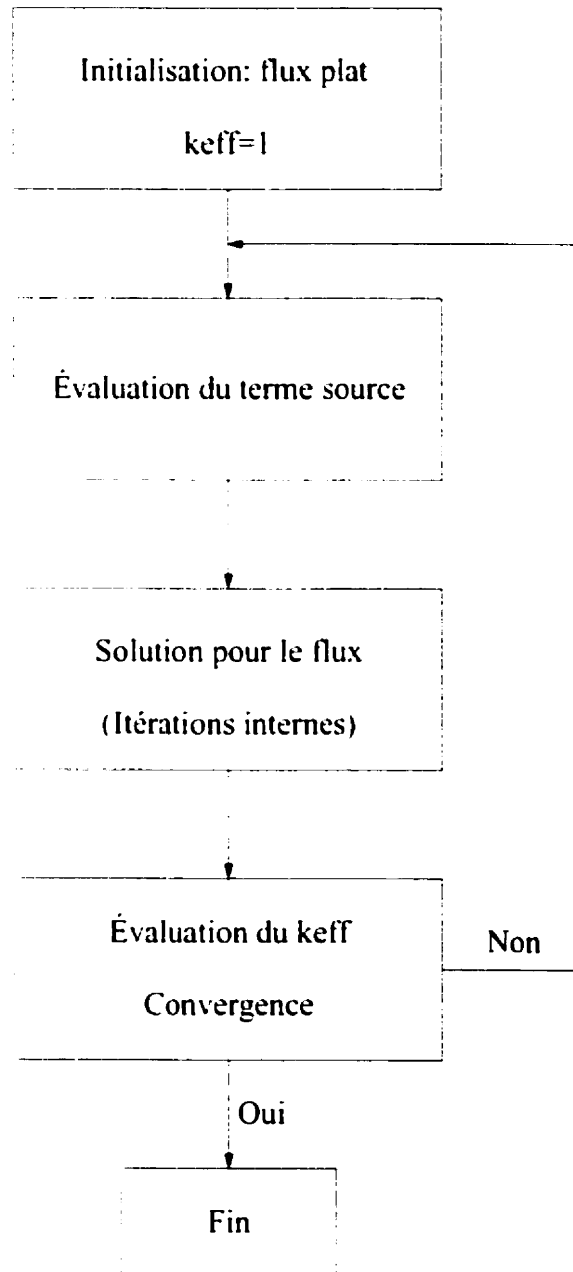 Initialisation: flux plat
keff=1
Évaluation du terme source
Solution pour le flux
(Itérations internes)
Évaluation du keff
Convergence
Non
Oui
Fin